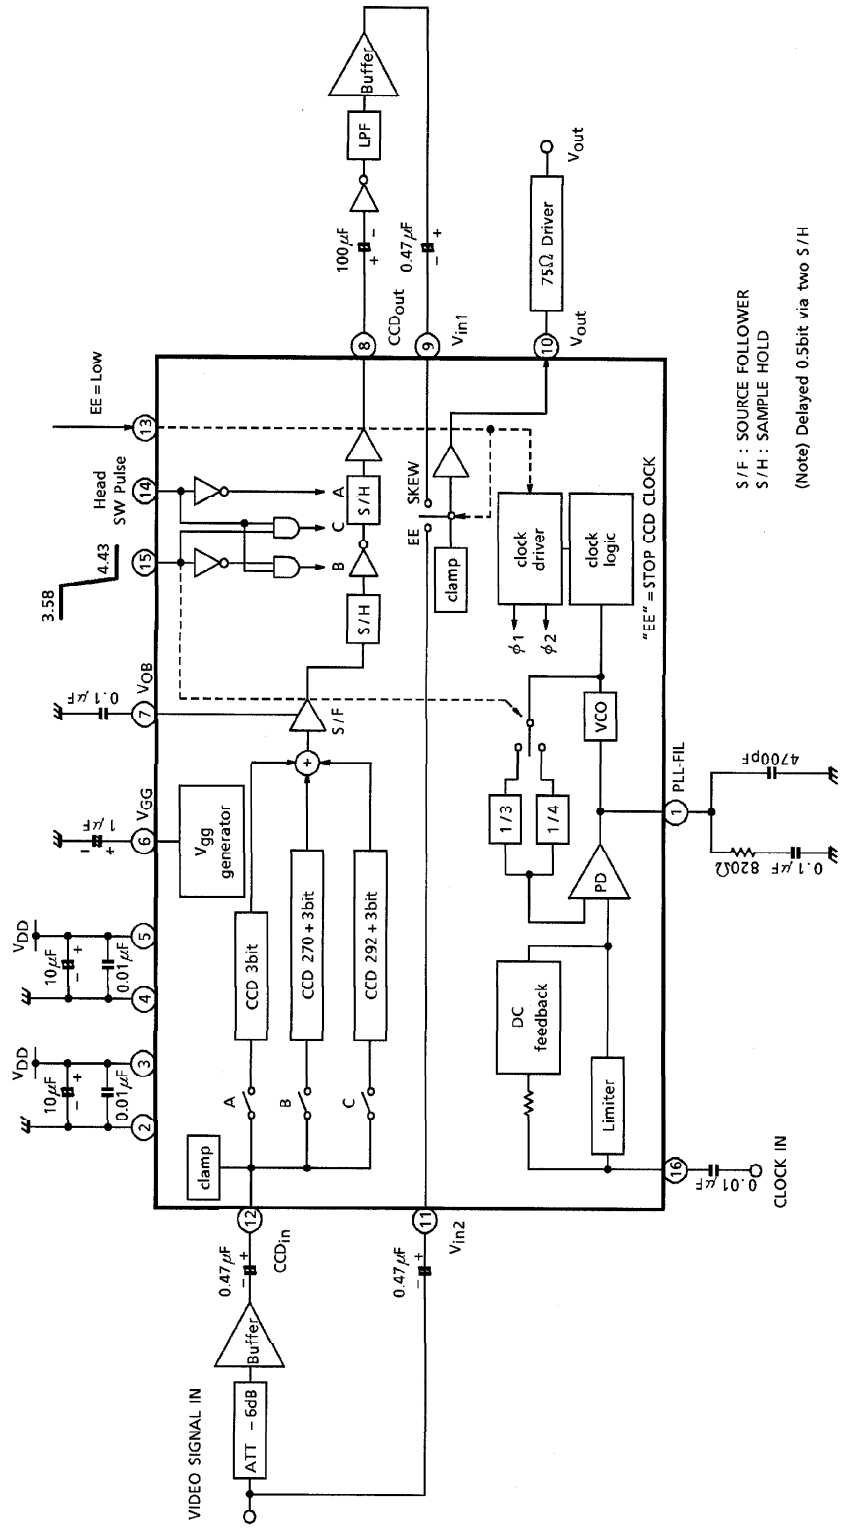 VIDEO SIGNAL IN
ATT −6dB
Buffer
0.47μF
− +
12
CCDin
0.47μF
− +
11
Vin2
VDD
10μF
− +
0.01μF
2
3
VDD
10μF
− +
0.01μF
4
5
1μF
− +
VGG
6
0.1μF
VOB
7
3.58
4.43
15
Head
SW Pulse
14
EE=Low
13
clamp
A
B
C
CCD 3bit
CCD 270+3bit
CCD 292+3bit
Vgg
generator
+
S/F
S/H
B
C
A
S/H
8
CCDout
100μF
+ −
LPF
Buffer
9
Vin1
0.47μF
− +
EE
SKEW
clamp
10
Vout
75Ω Driver
Vout
DC
feedback
Limiter
PD
1/3
1/4
VCO
φ1
φ2
clock
driver
clock
logic
"EE"=STOP CCD CLOCK
16
0.01μF
CLOCK IN
1
PLL-FIL
820Ω
0.1μF
4700pF
S/F : SOURCE FOLLOWER
S/H : SAMPLE HOLD
(Note) Delayed 0.5bit via two S/H